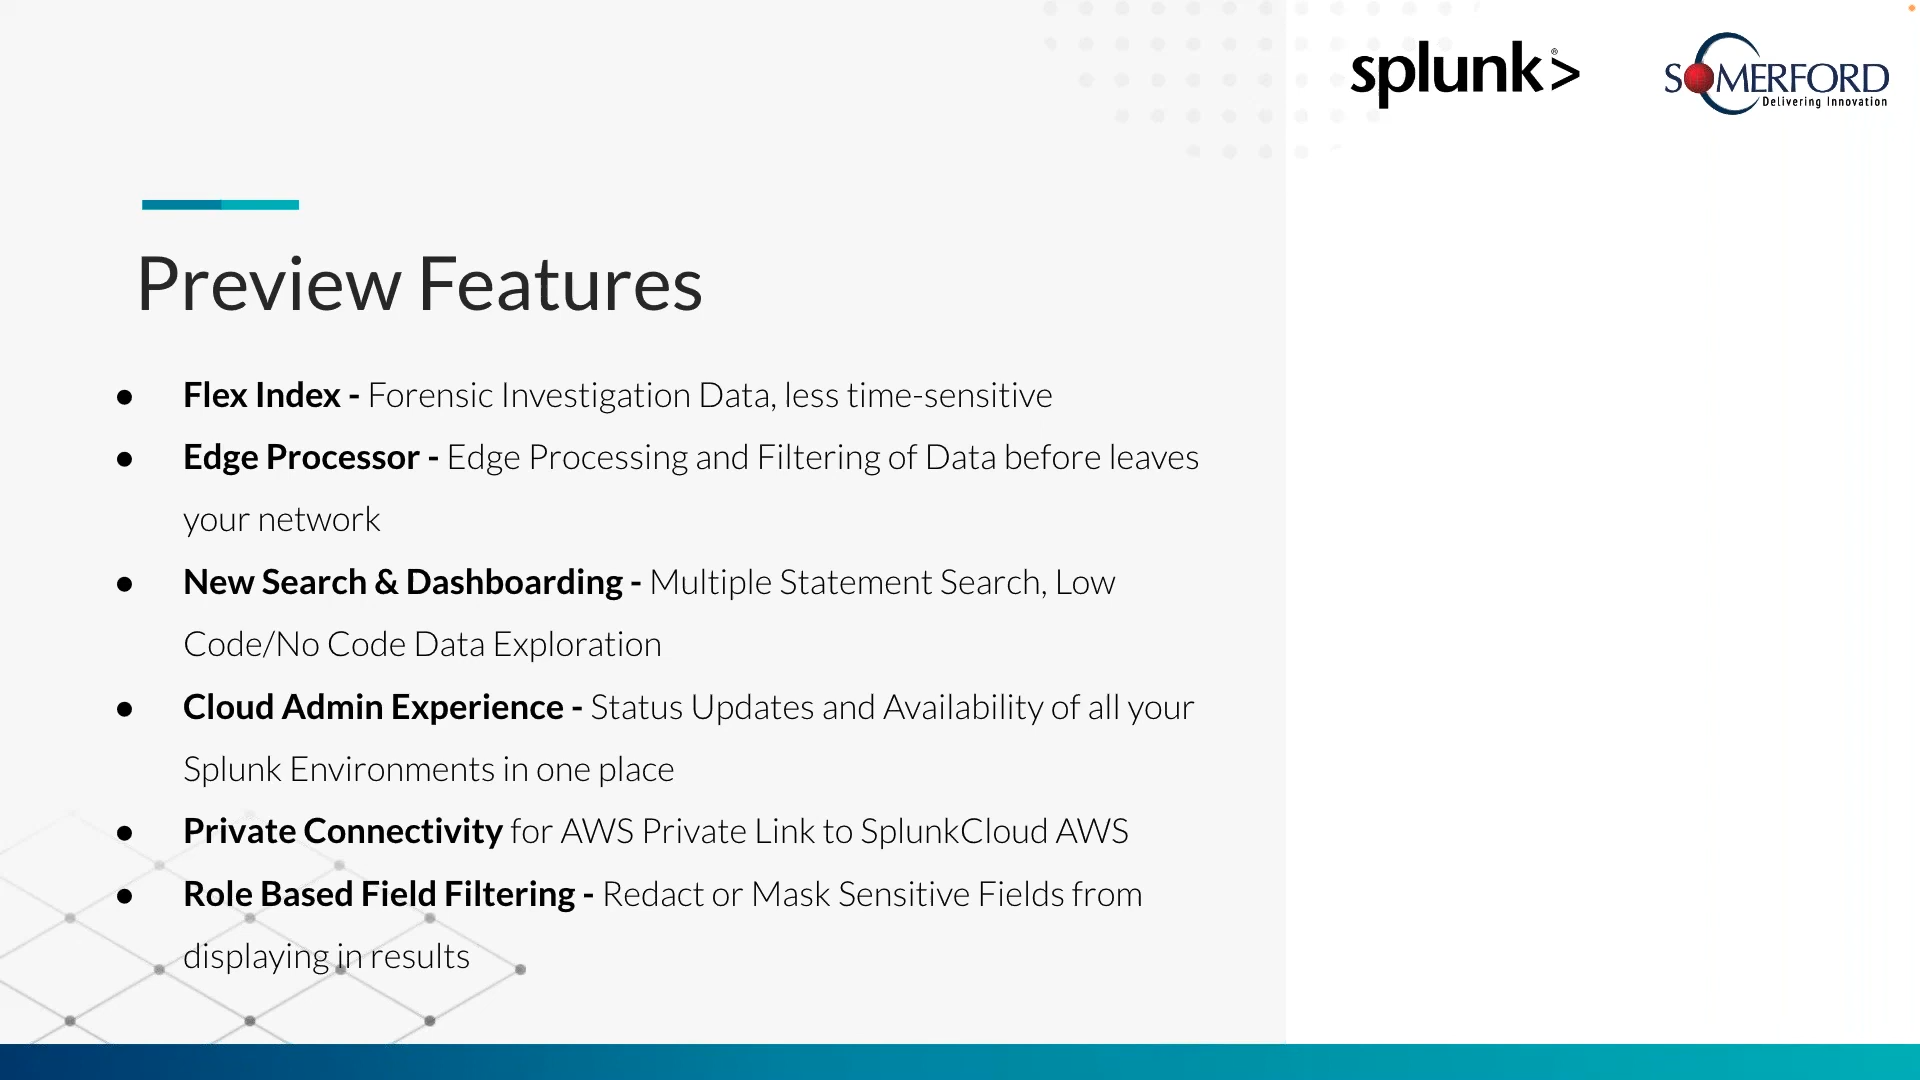 splunk>®
SOMERFORD
Delivering Innovation
Preview Features
● Flex Index - Forensic Investigation Data, less time-sensitive
● Edge Processor - Edge Processing and Filtering of Data before leaves
your network
● New Search & Dashboarding - Multiple Statement Search, Low
Code/No Code Data Exploration
● Cloud Admin Experience - Status Updates and Availability of all your
Splunk Environments in one place
● Private Connectivity for AWS Private Link to SplunkCloud AWS
● Role Based Field Filtering - Redact or Mask Sensitive Fields from
displaying in results